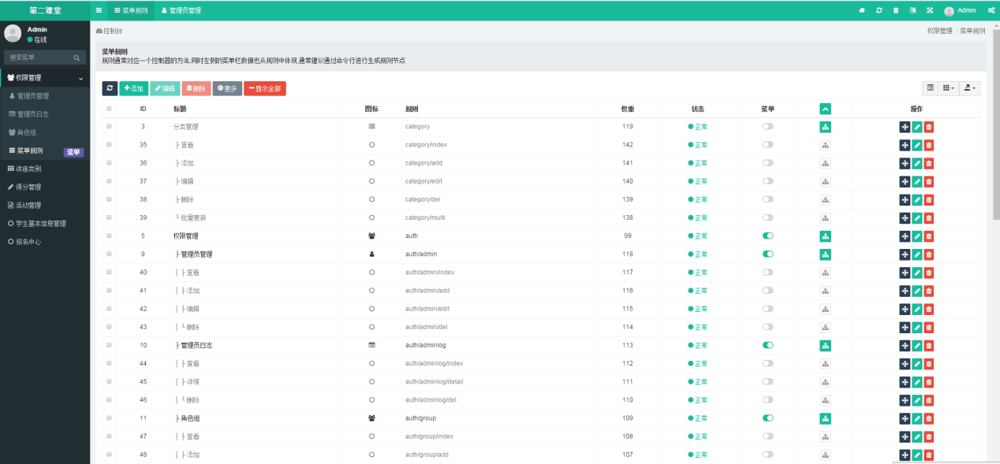 第二课堂
菜单规则
管理员管理
Admin
Admin
在线
搜索菜单
权限管理
管理员管理
管理员日志
角色组
菜单规则 菜单
讲座类别
得分管理
活动管理
学生基本信息管理
报名中心
控制台
权限管理 / 菜单规则
菜单规则
规则通常对应一个控制器的方法,同时左侧的菜单栏数据也从规则中体现,通常建议通过命令行进行生成规则节点
添加 编辑 删除 更多 显示全部
ID 标题 图标 规则 权重 状态 菜单 操作
3 分类管理 category 119 正常
35 ├ 查看 category/index 142 正常
36 ├ 添加 category/add 141 正常
37 ├ 编辑 category/edit 140 正常
38 ├ 删除 category/del 139 正常
39 └ 批量更新 category/multi 138 正常
5 权限管理 auth 99 正常
9 ├ 管理员管理 auth/admin 118 正常
40 │ ├ 查看 auth/admin/index 117 正常
41 │ ├ 添加 auth/admin/add 116 正常
42 │ ├ 编辑 auth/admin/edit 115 正常
43 │ └ 删除 auth/admin/del 114 正常
10 ├ 管理员日志 auth/adminlog 113 正常
44 │ ├ 查看 auth/adminlog/index 112 正常
45 │ ├ 详情 auth/adminlog/detail 111 正常
46 │ └ 删除 auth/adminlog/del 110 正常
11 ├ 角色组 auth/group 109 正常
47 │ ├ 查看 auth/group/index 108 正常
48 │ ├ 添加 auth/group/add 107 正常